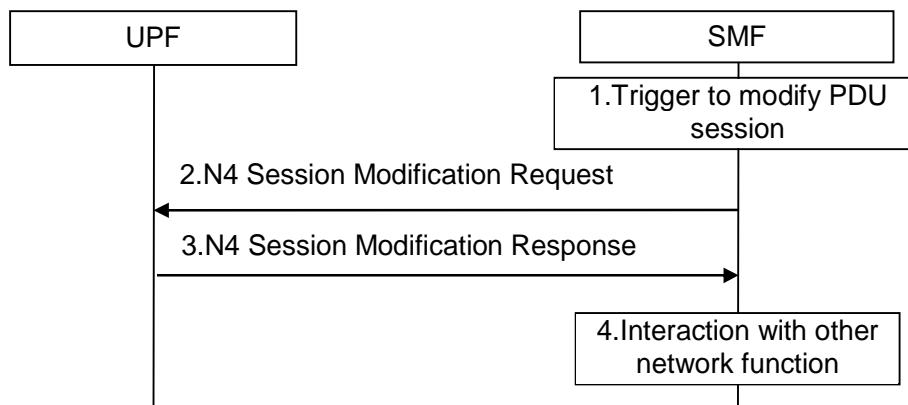 UPF
SMF
1.Trigger to modify PDU
session
2.N4 Session Modification Request
3.N4 Session Modification Response
4.Interaction with other
network function